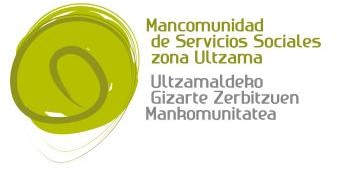 Mancomunidad
de Servicios Sociales
zona Ultzama
Ultzamaldeko
Gizarte Zerbitzuen
Mankomunitatea